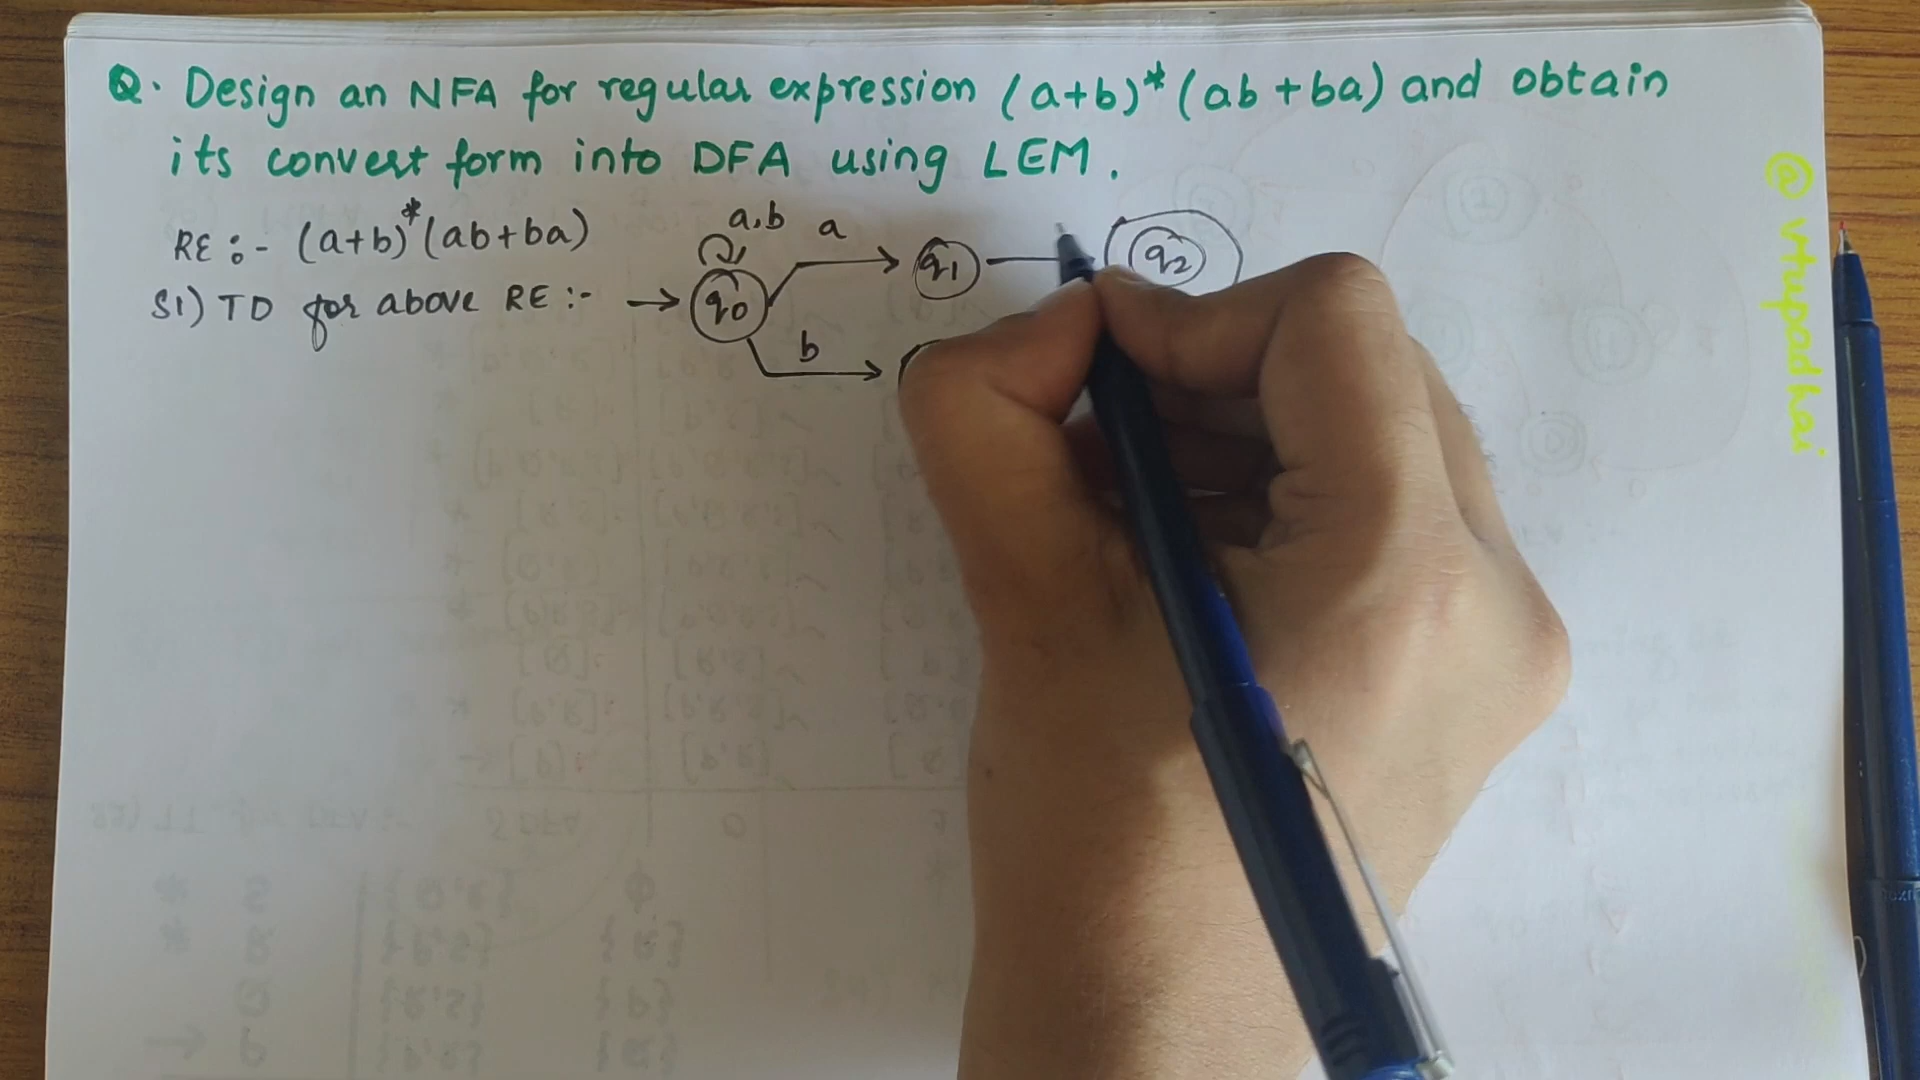 Q. Design an NFA for regular expression (a+b)*(ab+ba) and obtain
its convert form into DFA using LEM.
RE :- (a+b)*(ab+ba)
S1) TD for above RE :-
a,b
a
q0
q1
q2
b
@vtupadhai